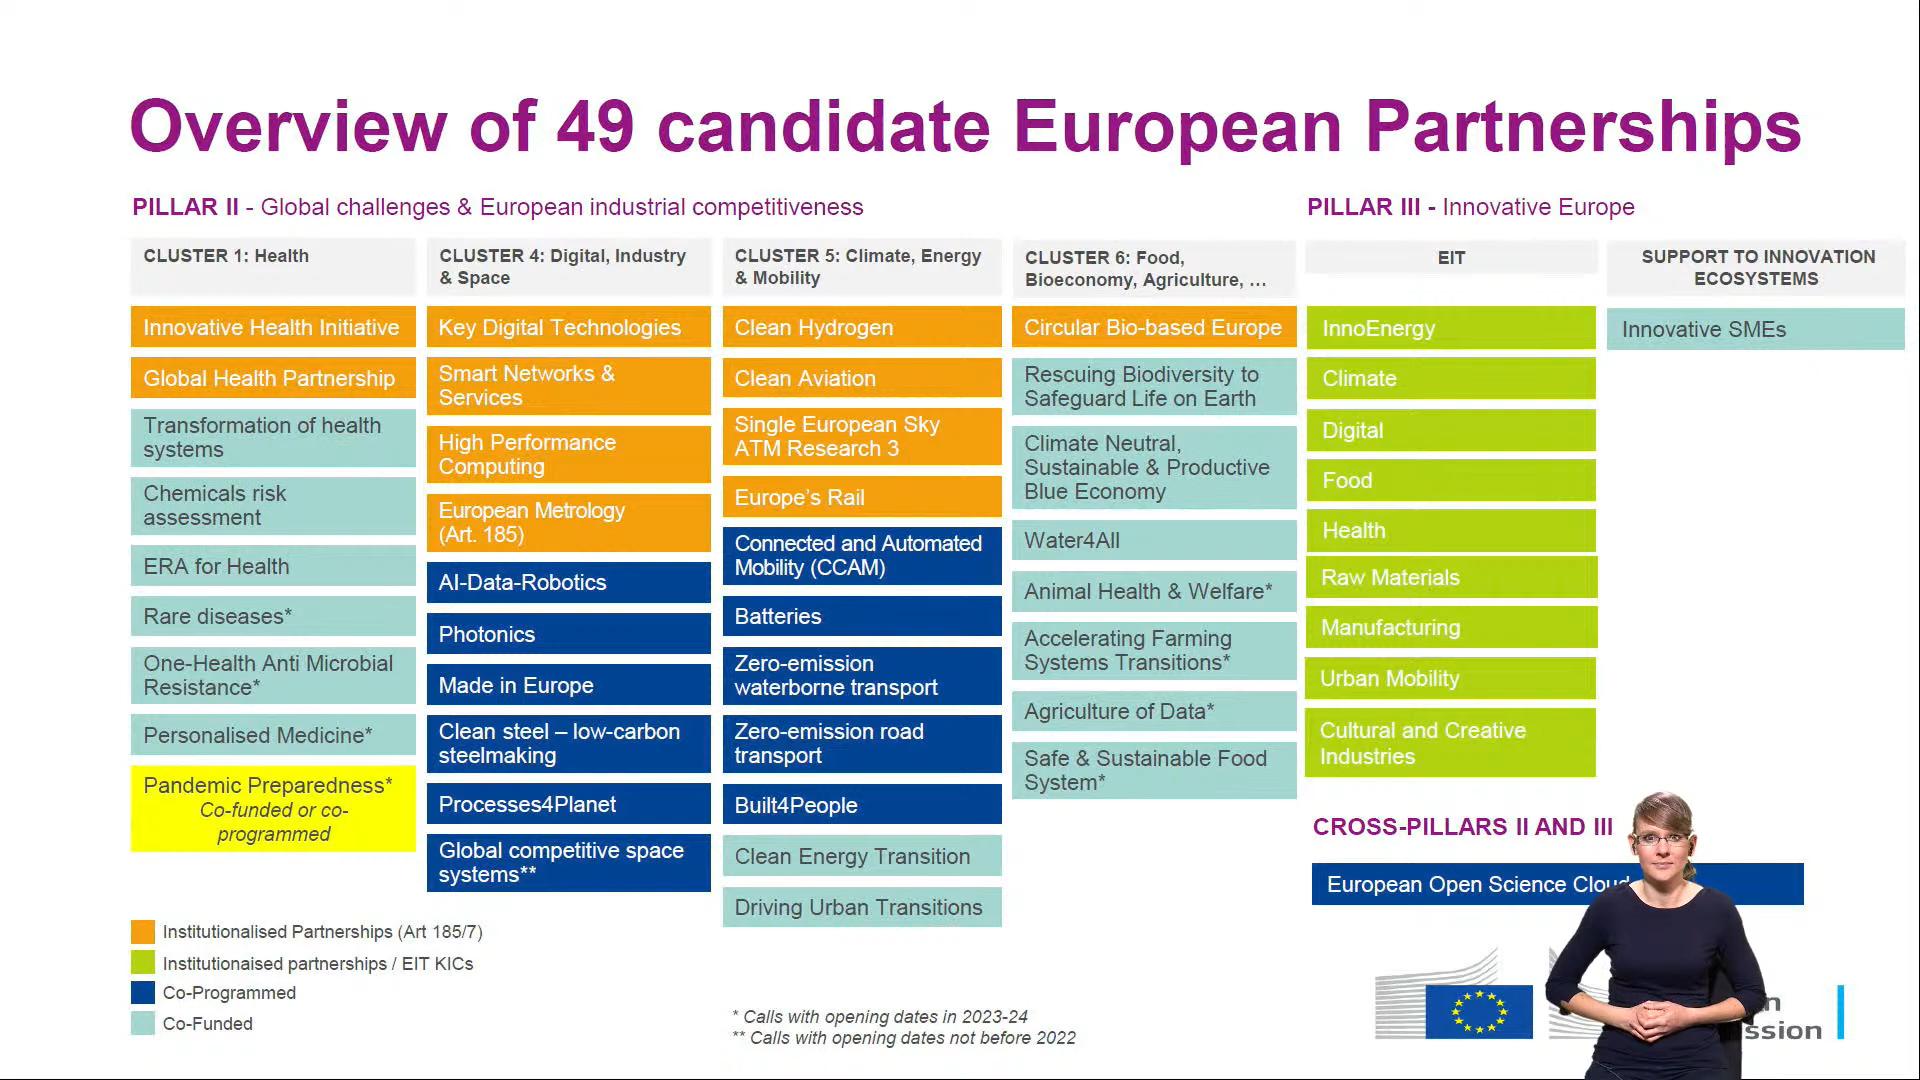 Overview of 49 candidate European Partnerships
PILLAR II - Global challenges & European industrial competitiveness
CLUSTER 1: Health
Innovative Health Initiative
Global Health Partnership
Transformation of health
systems
Chemicals risk
assessment
ERA for Health
Rare diseases*
One-Health Anti Microbial
Resistance*
Personalised Medicine*
Pandemic Preparedness*
Co-funded or co-
programmed
CLUSTER 4: Digital, Industry
& Space
Key Digital Technologies
Smart Networks &
Services
High Performance
Computing
European Metrology
(Art. 185)
AI-Data-Robotics
Photonics
Made in Europe
Clean steel – low-carbon
steelmaking
Processes4Planet
Global competitive space
systems**
CLUSTER 5: Climate, Energy
& Mobility
Clean Hydrogen
Clean Aviation
Single European Sky
ATM Research 3
Europe's Rail
Connected and Automated
Mobility (CCAM)
Batteries
Zero-emission
waterborne transport
Zero-emission road
transport
Built4People
Clean Energy Transition
Driving Urban Transitions
CLUSTER 6: Food,
Bioeconomy, Agriculture, …
Circular Bio-based Europe
Rescuing Biodiversity to
Safeguard Life on Earth
Climate Neutral,
Sustainable & Productive
Blue Economy
Water4All
Animal Health & Welfare*
Accelerating Farming
Systems Transitions*
Agriculture of Data*
Safe & Sustainable Food
System*
PILLAR III - Innovative Europe
EIT
InnoEnergy
Climate
Digital
Food
Health
Raw Materials
Manufacturing
Urban Mobility
Cultural and Creative
Industries
SUPPORT TO INNOVATION
ECOSYSTEMS
Innovative SMEs
CROSS-PILLARS II AND III
European Open Science Cloud
Institutionalised Partnerships (Art 185/7)
Institutionaised partnerships / EIT KICs
Co-Programmed
Co-Funded
* Calls with opening dates in 2023-24
** Calls with opening dates not before 2022